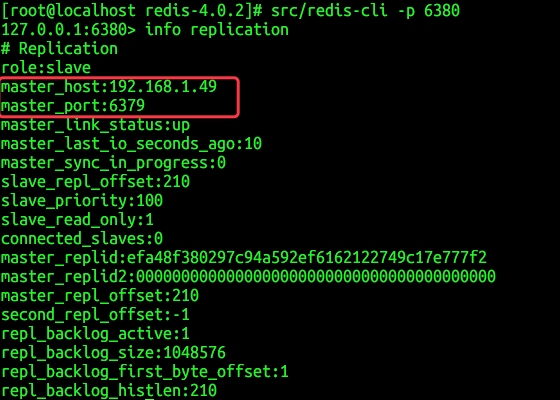 [root@localhost redis-4.0.2]# src/redis-cli -p 6380
127.0.0.1:6380> info replication
# Replication
role:slave
master_host:192.168.1.49
master_port:6379
master_link_status:up
master_last_io_seconds_ago:10
master_sync_in_progress:0
slave_repl_offset:210
slave_priority:100
slave_read_only:1
connected_slaves:0
master_replid:efa48f380297c94a592ef6162122749c17e777f2
master_replid2:0000000000000000000000000000000000000000
master_repl_offset:210
second_repl_offset:-1
repl_backlog_active:1
repl_backlog_size:1048576
repl_backlog_first_byte_offset:1
repl_backlog_histlen:210